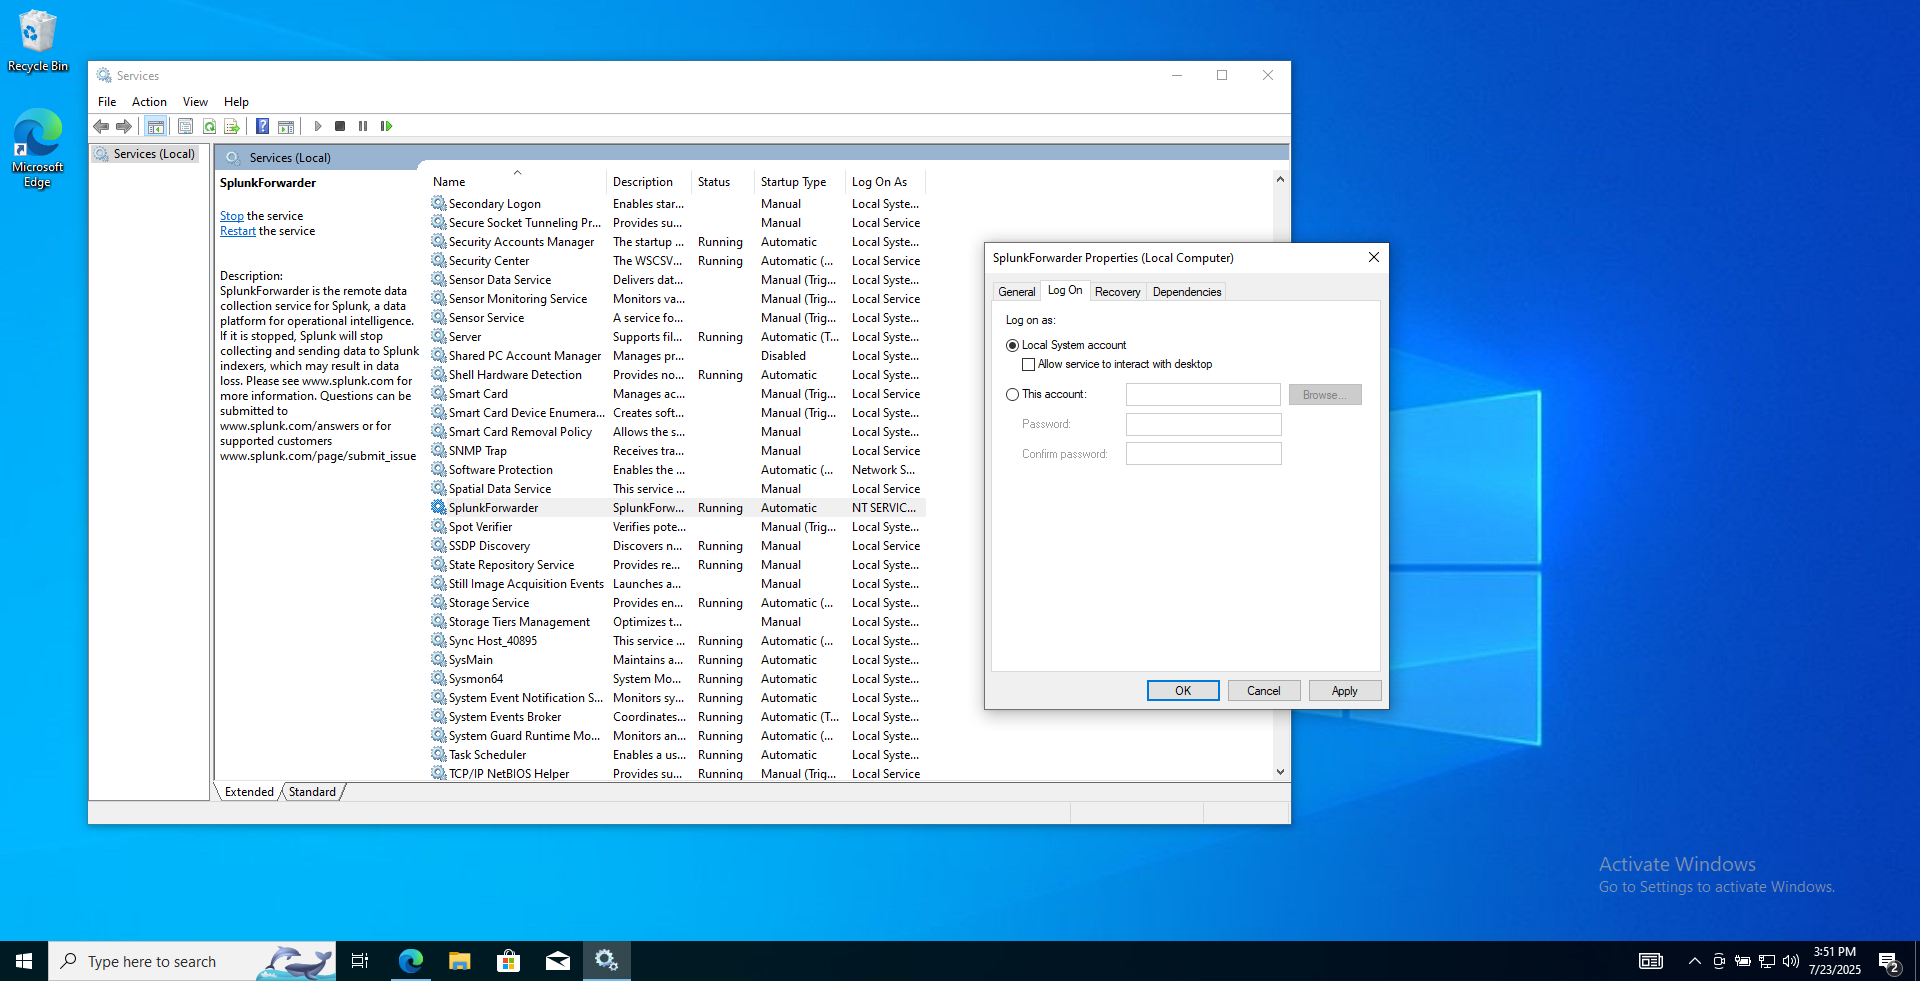 Recycle Bin
Microsoft
Edge
Services
File Action View Help
Services (Local)
Services (Local)
SplunkForwarder
Stop the service
Restart the service
Description:
SplunkForwarder is the remote data
collection service for Splunk, a data
platform for operational intelligence.
If it is stopped, Splunk will stop
collecting and sending data to Splunk
indexers, which may result in data
loss. Please see www.splunk.com for
more information. Questions can be
submitted to
www.splunk.com/answers or for
supported customers
www.splunk.com/page/submit_issue
Name Description Status Startup Type Log On As
Secondary Logon Enables star... Manual Local Syste...
Secure Socket Tunneling Pr... Provides su... Manual Local Service
Security Accounts Manager The startup ... Running Automatic Local Syste...
Security Center The WSCSV... Running Automatic (... Local Syste...
Sensor Data Service Delivers dat... Manual (Trig... Local Syste...
Sensor Monitoring Service Monitors va... Manual (Trig... Local Service
Sensor Service A service fo... Manual (Trig... Local Syste...
Server Supports fil... Running Automatic (T... Local Syste...
Shared PC Account Manager Manages pr... Disabled Local Syste...
Shell Hardware Detection Provides no... Running Automatic Local Syste...
Smart Card Manages ac... Manual (Trig... Local Service
Smart Card Device Enumera... Creates soft... Manual (Trig... Local Syste...
Smart Card Removal Policy Allows the s... Manual Local Syste...
SNMP Trap Receives tra... Manual Local Service
Software Protection Enables the ... Automatic (... Network S...
Spatial Data Service This service ... Manual Local Service
SplunkForwarder SplunkForw... Running Automatic NT SERVIC...
Spot Verifier Verifies pote... Manual (Trig... Local Syste...
SSDP Discovery Discovers n... Running Manual Local Service
State Repository Service Provides re... Running Manual Local Syste...
Still Image Acquisition Events Launches a... Manual Local Syste...
Storage Service Provides en... Running Automatic (... Local Syste...
Storage Tiers Management Optimizes t... Manual Local Syste...
Sync Host_40895 This service ... Running Automatic (... Local Syste...
SysMain Maintains a... Running Automatic Local Syste...
Sysmon64 System Mo... Running Automatic Local Syste...
System Event Notification S... Monitors sy... Running Automatic Local Syste...
System Events Broker Coordinates... Running Automatic (T... Local Syste...
System Guard Runtime Mo... Monitors an... Running Automatic (... Local Syste...
Task Scheduler Enables a us... Running Automatic Local Syste...
TCP/IP NetBIOS Helper Provides su... Running Manual (Trig... Local Service
Extended Standard
SplunkForwarder Properties (Local Computer)
General Log On Recovery Dependencies
Log on as:
Local System account
Allow service to interact with desktop
This account: Browse...
Password:
Confirm password:
OK Cancel Apply
Activate Windows
Go to Settings to activate Windows.
Type here to search
3:51 PM
7/23/2025
2